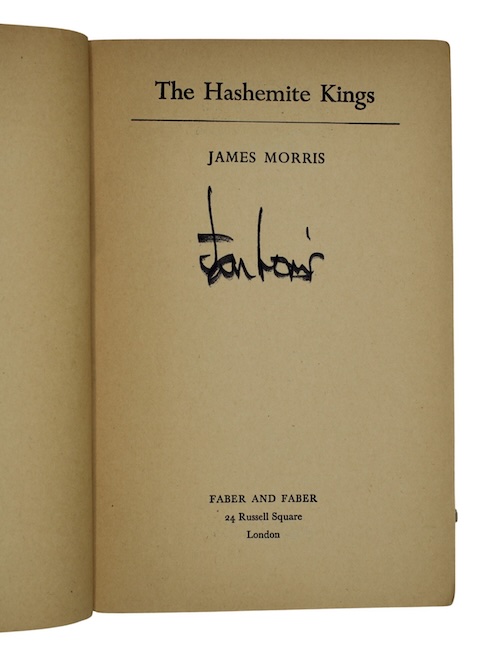 The Hashemite Kings
JAMES MORRIS
Jan Morris
FABER AND FABER
24 Russell Square
London